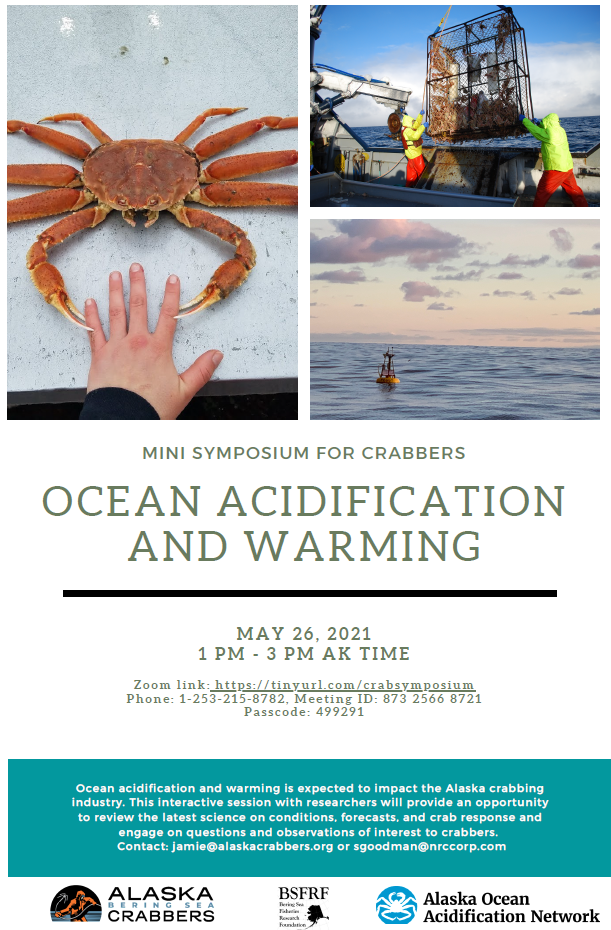 MINI SYMPOSIUM FOR CRABBERS
OCEAN ACIDIFICATION
AND WARMING
MAY 26, 2021
1 PM - 3 PM AK TIME
Zoom link: https://tinyurl.com/crabsymposium
Phone: 1-253-215-8782, Meeting ID: 873 2566 8721
Passcode: 499291
Ocean acidification and warming is expected to impact the Alaska crabbing
industry. This interactive session with researchers will provide an opportunity
to review the latest science on conditions, forecasts, and crab response and
engage on questions and observations of interest to crabbers.
Contact: jamie@alaskacrabbers.org or sgoodman@nrccorp.com
ALASKA
BERING SEA
CRABBERS
BSFRF
Bering Sea
Fisheries
Research
Foundation
Alaska Ocean
Acidification Network